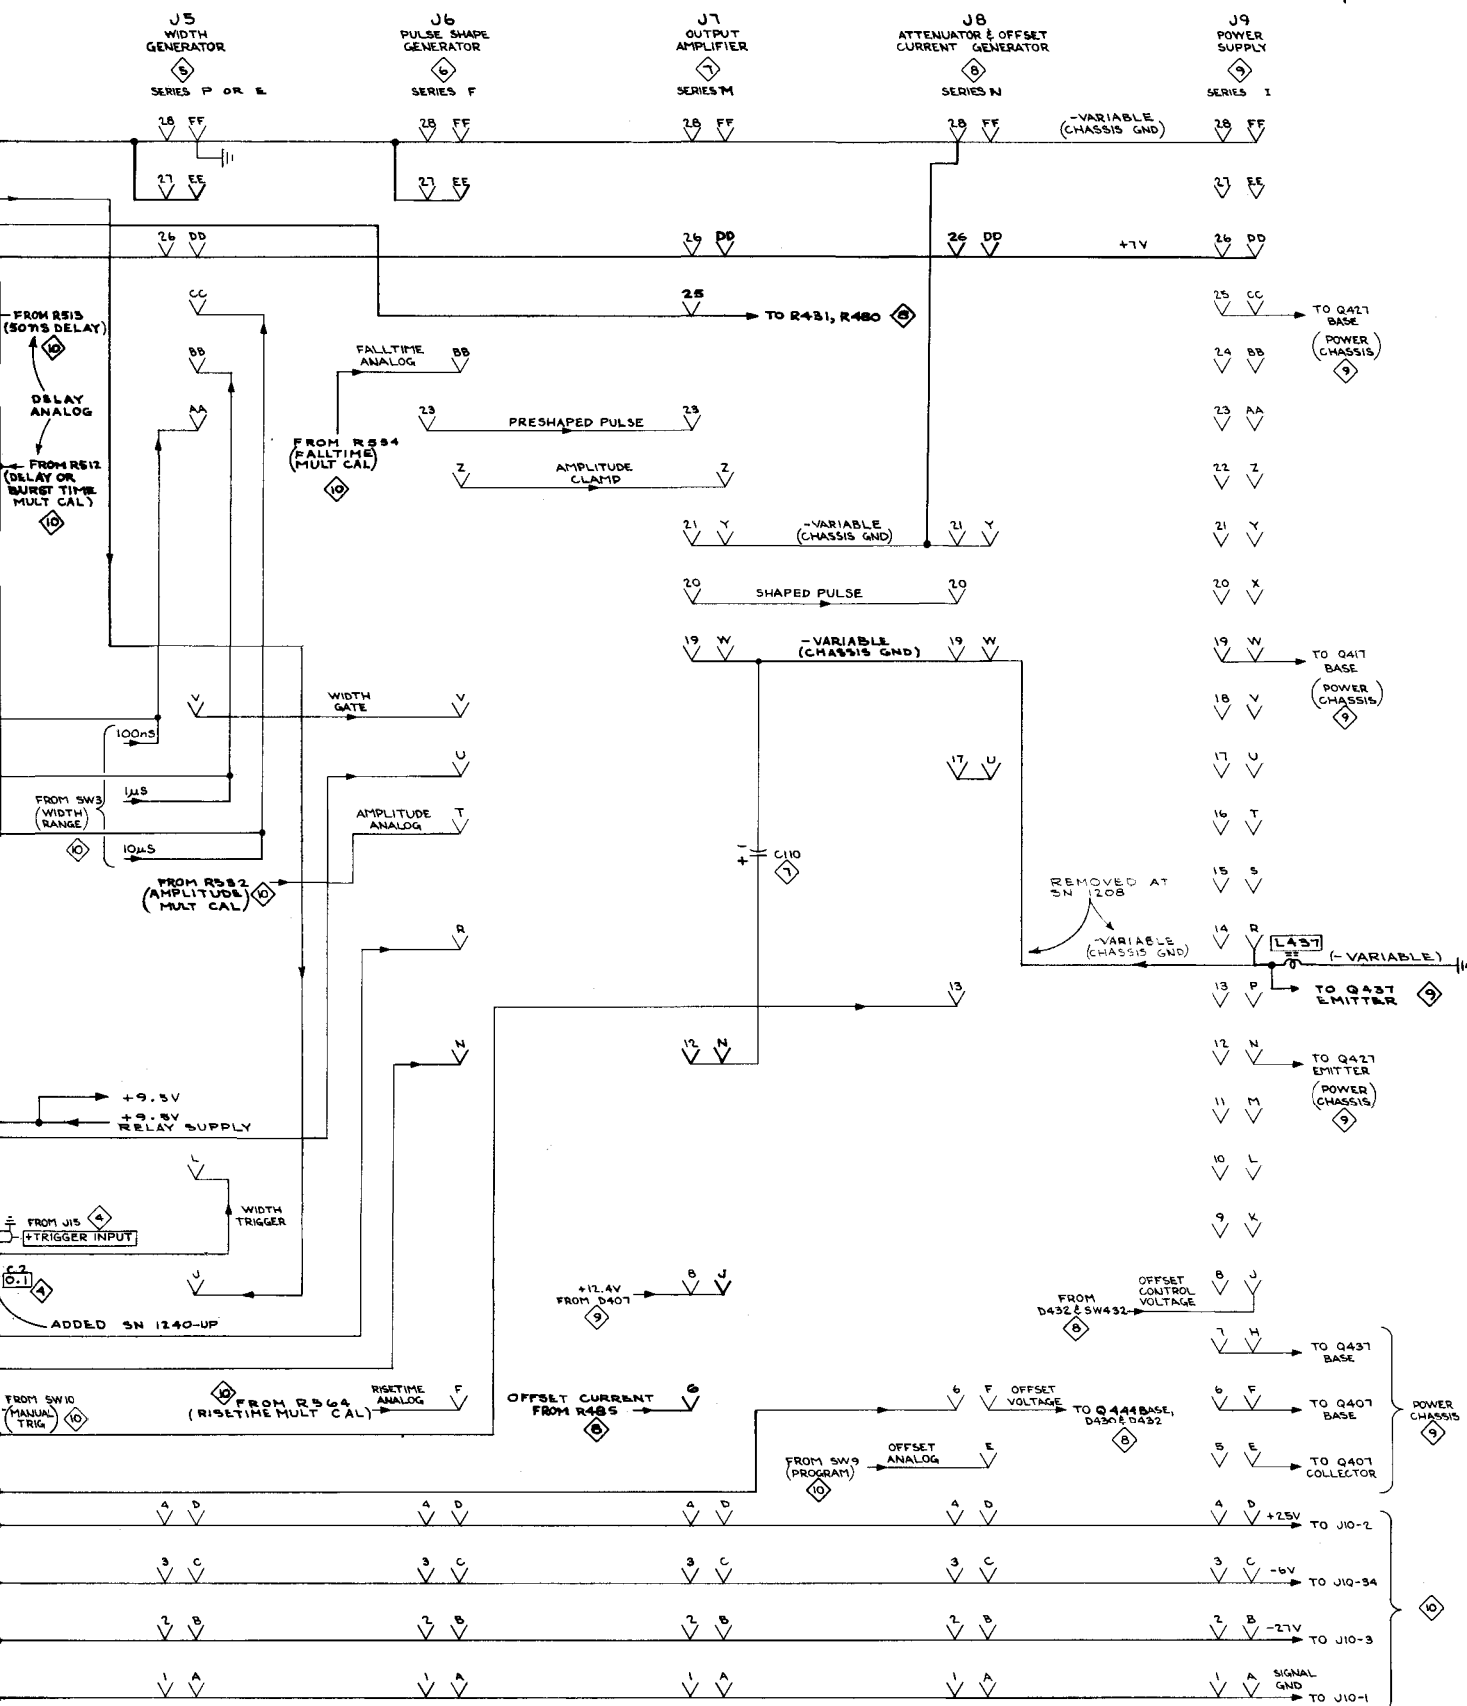 J5
WIDTH
GENERATOR
5
SERIES P OR E
J6
PULSE SHAPE
GENERATOR
6
SERIES F
J7
OUTPUT
AMPLIFIER
7
SERIES M
J8
ATTENUATOR & OFFSET
CURRENT GENERATOR
8
SERIES N
J9
POWER
SUPPLY
9
SERIES I
28 FF
28 FF
28 FF
28 FF
-VARIABLE
(CHASSIS GND)
28 FF
27 EE
27 EE
27 EE
26 DD
26 DD
26 DD
+7V
26 DD
CC
25
TO R431, R480 8
25 CC
TO Q427
BASE
(POWER
CHASSIS)
9
FROM R513
(50nS DELAY)
10
BB
FALLTIME
ANALOG
BB
24 BB
DELAY
ANALOG
AA
23
PRESHAPED PULSE
23
23 AA
FROM R554
(FALLTIME
MULT CAL)
10
FROM R512
(DELAY OR
BURST TIME
MULT CAL)
10
Z
AMPLITUDE
CLAMP
Z
22 Z
21 Y
-VARIABLE
(CHASSIS GND)
21 Y
21 Y
20
SHAPED PULSE
20
20 X
19 W
-VARIABLE
(CHASSIS GND)
19 W
19 W
TO Q417
BASE
(POWER
CHASSIS)
9
V
WIDTH
GATE
V
18 V
100nS
U
17 U
17 U
FROM SW3
(WIDTH
RANGE)
10
1µS
10µS
AMPLITUDE
ANALOG
T
16 T
C110
7
FROM R582
(AMPLITUDE)
MULT CAL)
10
REMOVED AT
SN 1208
15 S
R
-VARIABLE
(CHASSIS GND)
14 R
L437
(-VARIABLE)
TO Q437
EMITTER
9
13
13 P
N
12 N
12 N
TO Q427
EMITTER
(POWER
CHASSIS)
9
+9.5V
+9.5V
RELAY SUPPLY
11 M
L
10 L
WIDTH
TRIGGER
FROM J15 4
+TRIGGER INPUT
9 K
C2
0.1
4
J
+12.4V
FROM D407
9
8 J
FROM
D432 & SW432
8
OFFSET
CONTROL
VOLTAGE
8 J
ADDED SN 1240-UP
7 H
TO Q437
BASE
FROM SW10
(MANUAL
TRIG)
10
10
FROM R564
(RISETIME MULT CAL)
RISETIME
ANALOG
F
OFFSET CURRENT
FROM R485
8
6
6 F
OFFSET
VOLTAGE
TO Q444 BASE,
D430 & D432
8
6 F
TO Q407
BASE
POWER
CHASSIS
9
FROM SW9
(PROGRAM)
10
OFFSET
ANALOG
E
5 E
TO Q407
COLLECTOR
4 D
4 D
4 D
4 D
4 D
+25V
TO J10-2
3 C
3 C
3 C
3 C
3 C
-6V
TO J10-34
10
2 B
2 B
2 B
2 B
2 B
-27V
TO J10-3
1 A
1 A
1 A
1 A
1 A
SIGNAL
GND
TO J10-1